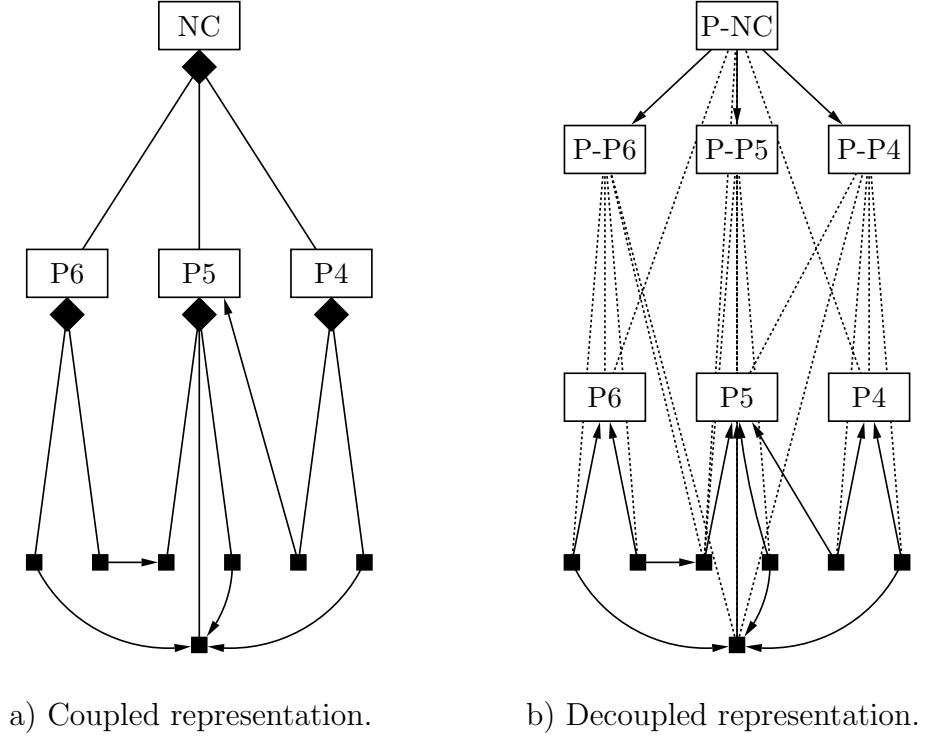 NC
P6 P5 P4
a) Coupled representation.
P-NC
P-P6 P-P5 P-P4
P6 P5 P4
b) Decoupled representation.